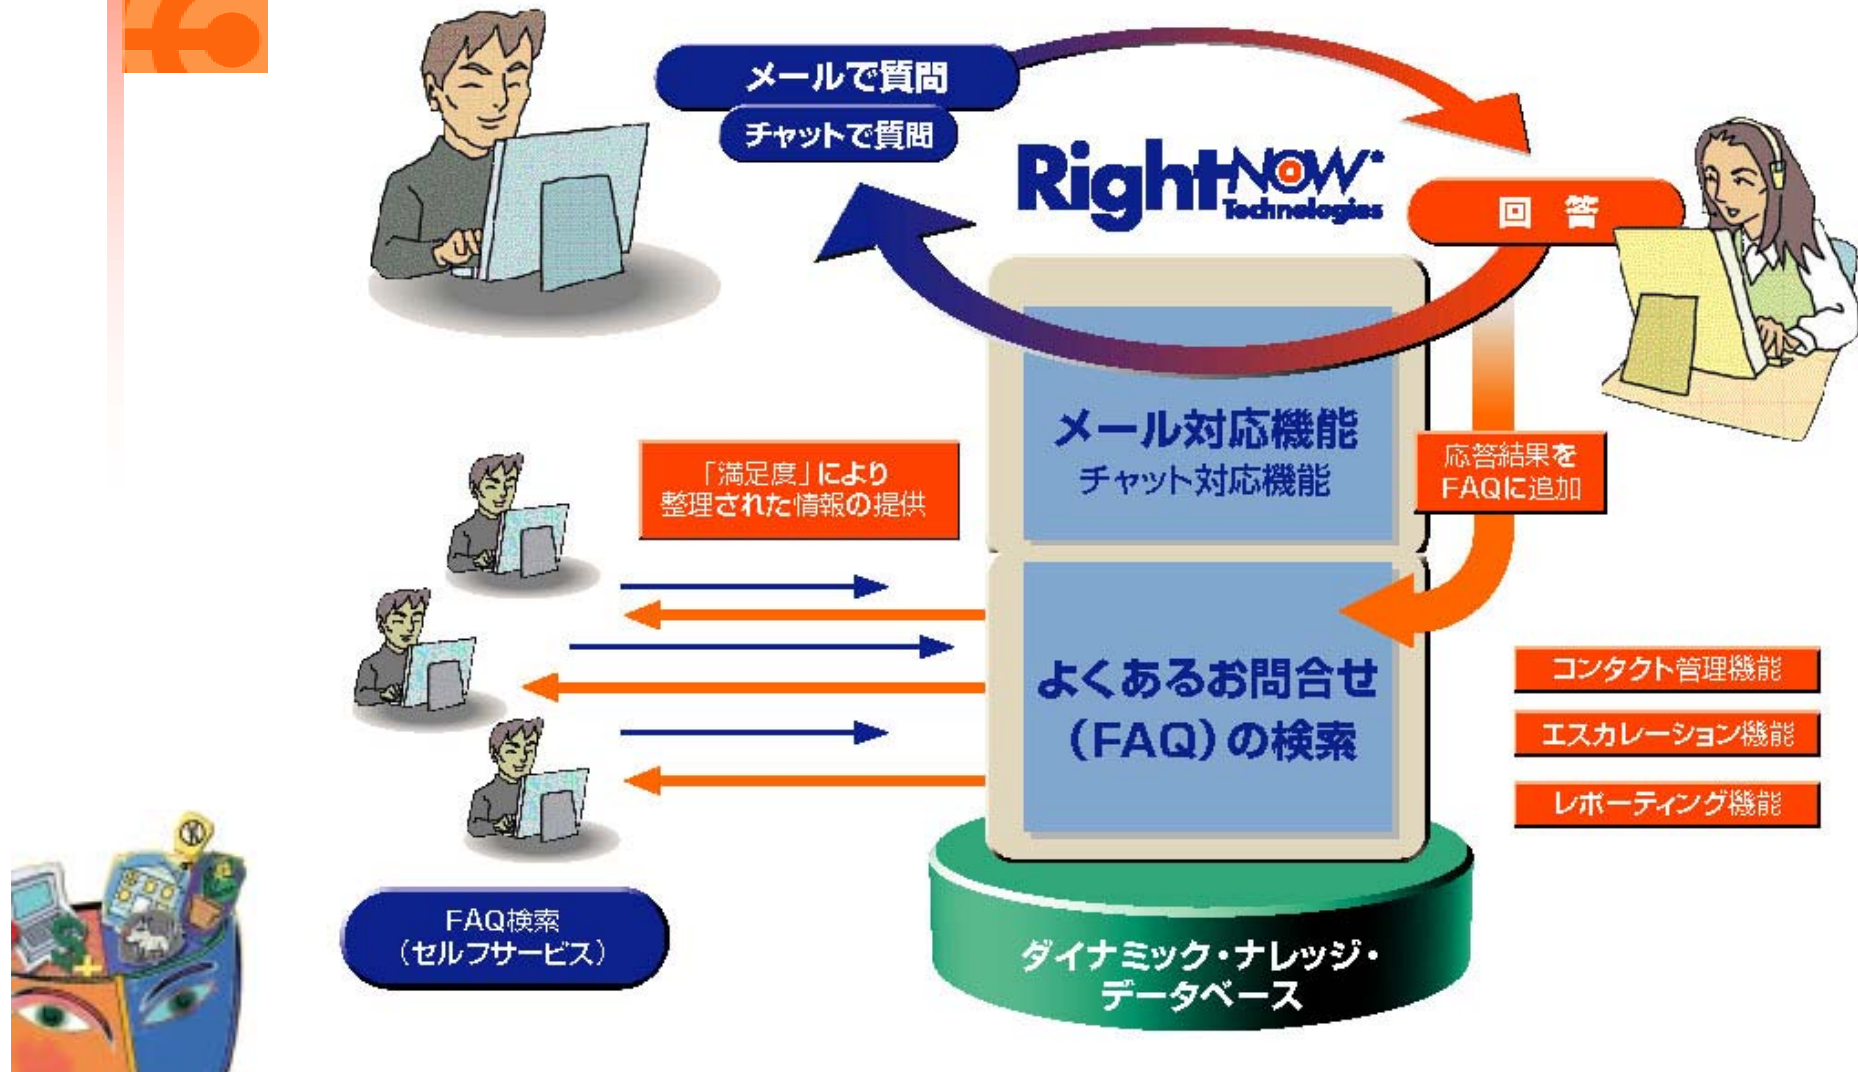 メールで質問
チャットで質問
RightNOW
Technologies
回 答
メール対応機能
チャット対応機能
応答結果を
FAQに追加
「満足度」により
整理された情報の提供
よくあるお問合せ
(FAQ)の検索
コンタクト管理機能
エスカレーション機能
レポーティング機能
FAQ検索
(セルフサービス)
ダイナミック・ナレッジ・
データベース